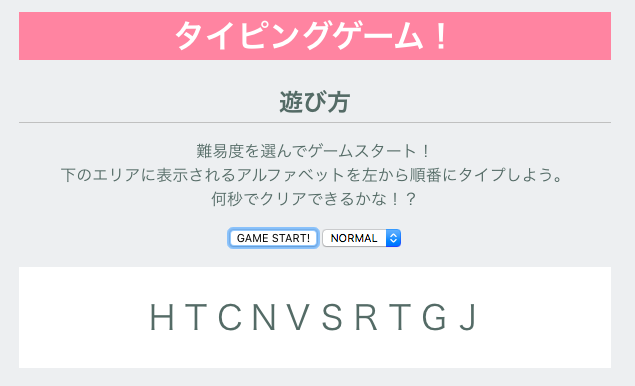 タイピングゲーム！
遊び方
難易度を選んでゲームスタート！
下のエリアに表示されるアルファベットを左から順番にタイプしよう。
何秒でクリアできるかな！？
GAME START! NORMAL
H T C N V S R T G J